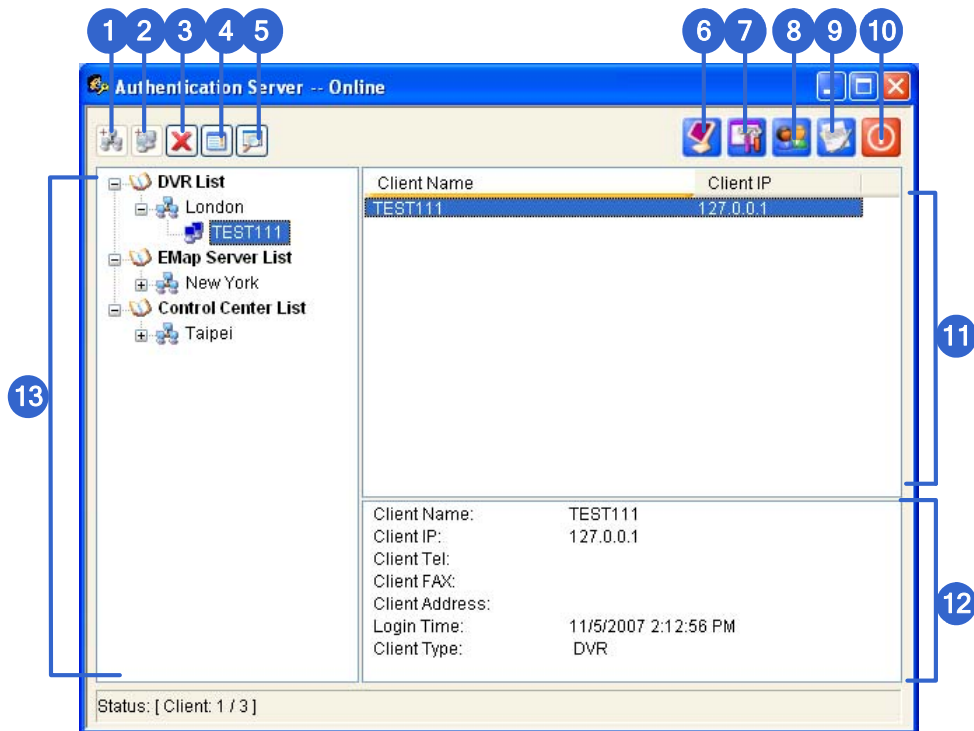 1 2 3 4 5 6 7 8 9 10
Authentication Server -- Online
DVR List
London
TEST111
EMap Server List
New York
Control Center List
Taipei
13
Client Name Client IP
TEST111 127.0.0.1
11
Client Name: TEST111
Client IP: 127.0.0.1
Client Tel:
Client FAX:
Client Address:
Login Time: 11/5/2007 2:12:56 PM
Client Type: DVR
12
Status: [ Client: 1 / 3 ]